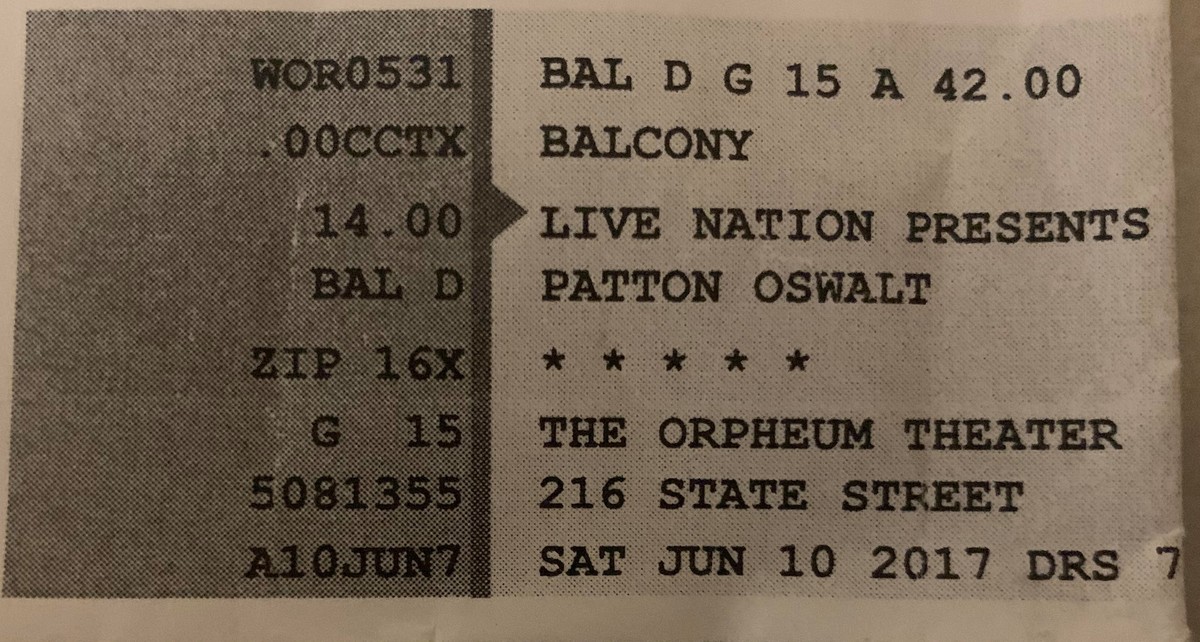 WOR0531 BAL D G 15 A 42.00
.00CCTX BALCONY
14.00 LIVE NATION PRESENTS
BAL D PATTON OSWALT
ZIP 16X * * * * *
G 15 THE ORPHEUM THEATER
5081355 216 STATE STREET
A10JUN7 SAT JUN 10 2017 DRS 7